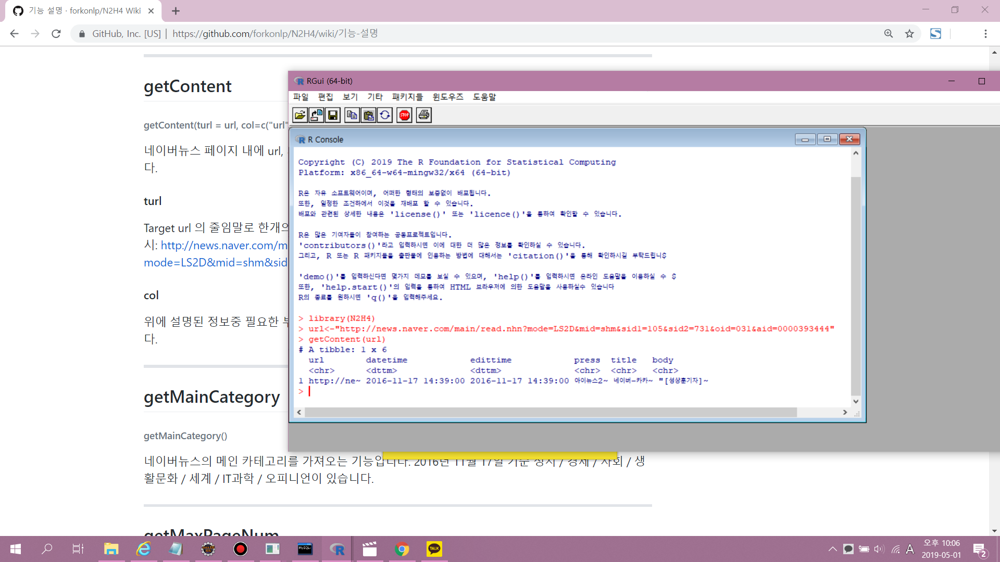 기능 설명 · forkonlp/N2H4 Wiki
GitHub, Inc. [US] | https://github.com/forkonlp/N2H4/wiki/기능-설명
getContent
getContent(turl = url, col=c("url"
네이버뉴스 페이지 내에 url,
다.
turl
Target url 의 줄임말로 한개의
시: http://news.naver.com/m
mode=LS2D&mid=shm&sid
col
위에 설명된 정보중 필요한
다.
getMainCategory
getMainCategory()
네이버뉴스의 메인 카테고리를 가져오는 기능입니다. 2016년 11월 17일 기준 정치 / 경제 / 사회 / 생
활문화 / 세계 / IT과학 / 오피니언이 있습니다.
getMaxPageNum
RGui (64-bit)
파일 편집 보기 기타 패키지들 윈도우즈 도움말
STOP
R Console
Copyright (C) 2019 The R Foundation for Statistical Computing
Platform: x86_64-w64-mingw32/x64 (64-bit)
R은 자유 소프트웨어이며, 어떠한 형태의 보증없이 배포됩니다.
또한, 일정한 조건하에서 이것을 재배포 할 수 있습니다.
배포와 관련된 상세한 내용은 'license()' 또는 'licence()'을 통하여 확인할 수 있습니다.
R은 많은 기여자들이 참여하는 공동프로젝트입니다.
'contributors()'라고 입력하시면 이에 대한 더 많은 정보를 확인하실 수 있습니다.
그리고, R 또는 R 패키지들을 출판물에 인용하는 방법에 대해서는 'citation()'을 통해 확인하시길 부탁드립니$
'demo()'를 입력하신다면 몇가지 데모를 보실 수 있으며, 'help()'를 입력하시면 온라인 도움말을 이용하실 수 $
또한, 'help.start()'의 입력을 통하여 HTML 브라우저에 의한 도움말을 사용하실수 있습니다
R의 종료를 원하시면 'q()'을 입력해주세요.
> library(N2H4)
> url<-"http://news.naver.com/main/read.nhn?mode=LS2D&mid=shm&sid1=105&sid2=731&oid=031&aid=0000393444"
> getContent(url)
# A tibble: 1 x 6
url datetime edittime press title body
<chr> <dttm> <dttm> <chr> <chr> <chr>
1 http://ne~ 2016-11-17 14:39:00 2016-11-17 14:39:00 아이뉴스2~ 네이버-카카~ "[성상훈기자]~
>
MySQL
TALK
A
오후 10:06
2019-05-01
2